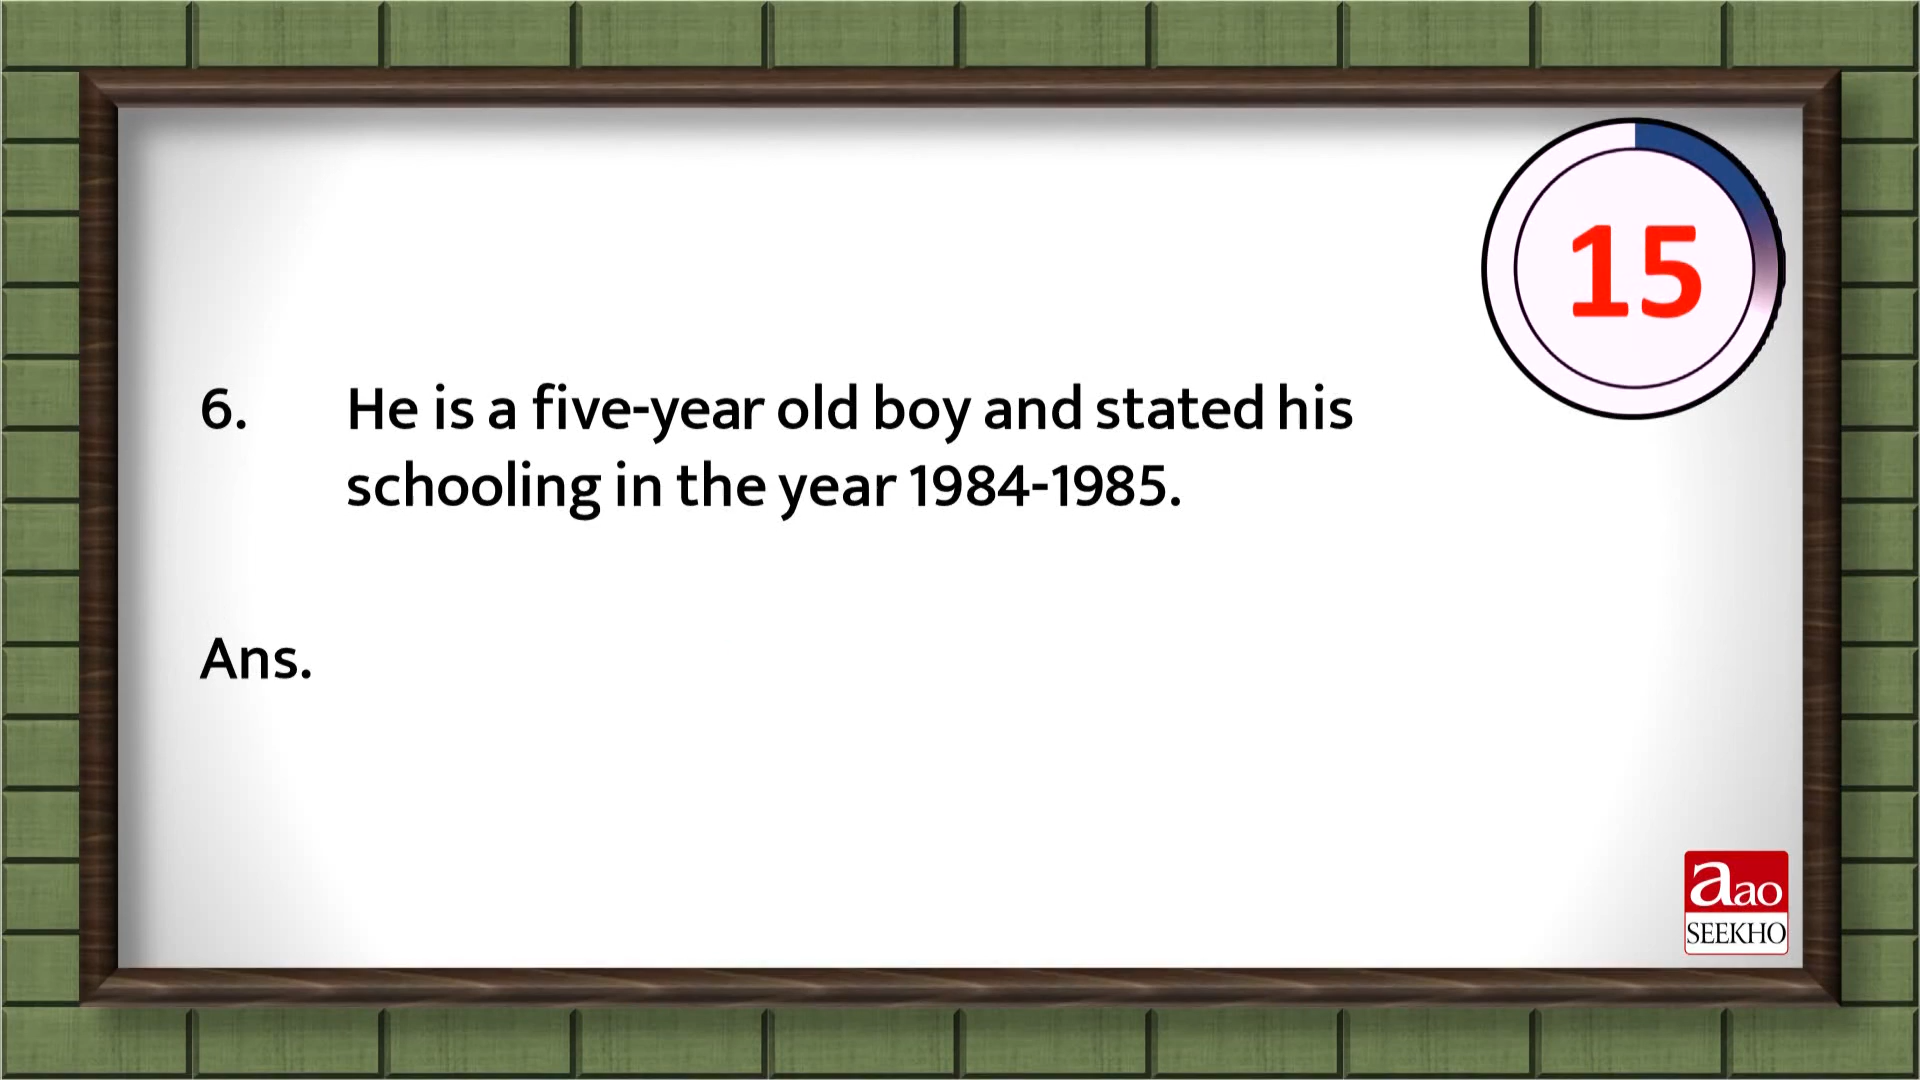 15
6. He is a five-year old boy and stated his
schooling in the year 1984-1985.
Ans.
aao
SEEKHO